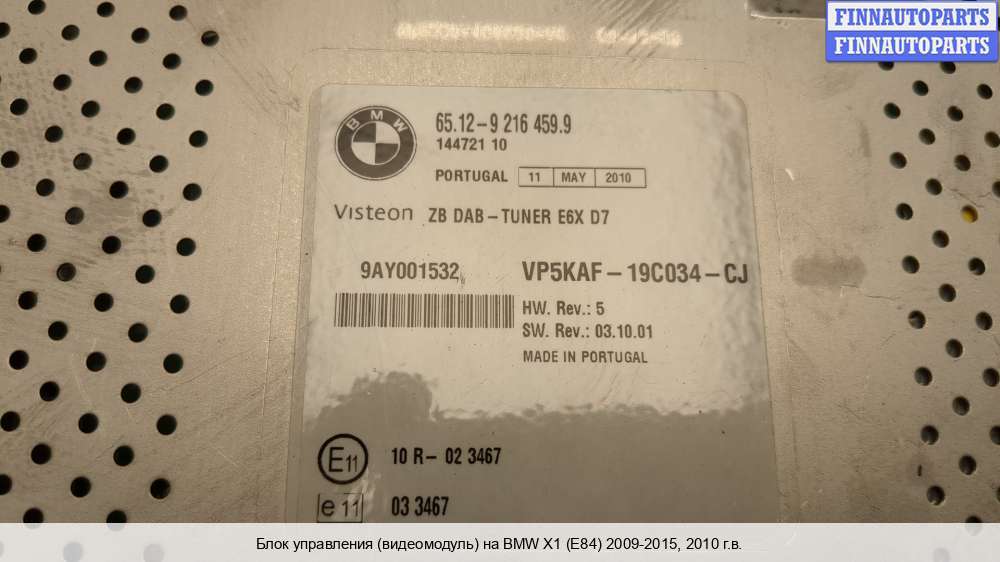 FINNAUTOPARTS
FINNAUTOPARTS
BMW
65.12-9 216 459.9
144721 10
PORTUGAL 11 MAY 2010
Visteon ZB DAB-TUNER E6X D7
9AY001532
VP5KAF-19C034-CJ
HW. Rev.: 5
SW. Rev.: 03.10.01
MADE IN PORTUGAL
E11 10 R- 02 3467
e 11 03 3467
Блок управления (видеомодуль) на BMW X1 (E84) 2009-2015, 2010 г.в.